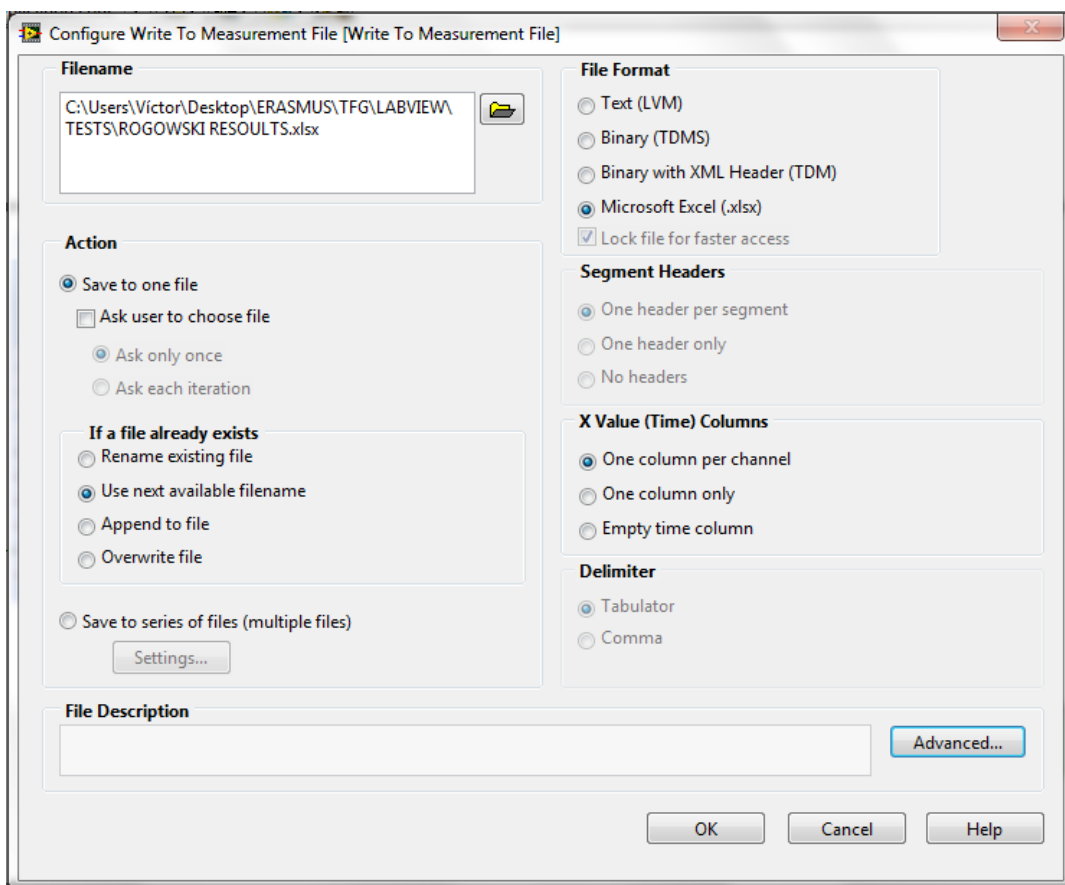 Configure Write To Measurement File [Write To Measurement File]
Filename
C:\Users\Víctor\Desktop\ERASMUS\TFG\LABVIEW\
TESTS\ROGOWSKI RESOULTS.xlsx
Action
Save to one file
Ask user to choose file
Ask only once
Ask each iteration
If a file already exists
Rename existing file
Use next available filename
Append to file
Overwrite file
Save to series of files (multiple files)
Settings...
File Format
Text (LVM)
Binary (TDMS)
Binary with XML Header (TDM)
Microsoft Excel (.xlsx)
Lock file for faster access
Segment Headers
One header per segment
One header only
No headers
X Value (Time) Columns
One column per channel
One column only
Empty time column
Delimiter
Tabulator
Comma
File Description
Advanced...
OK
Cancel
Help